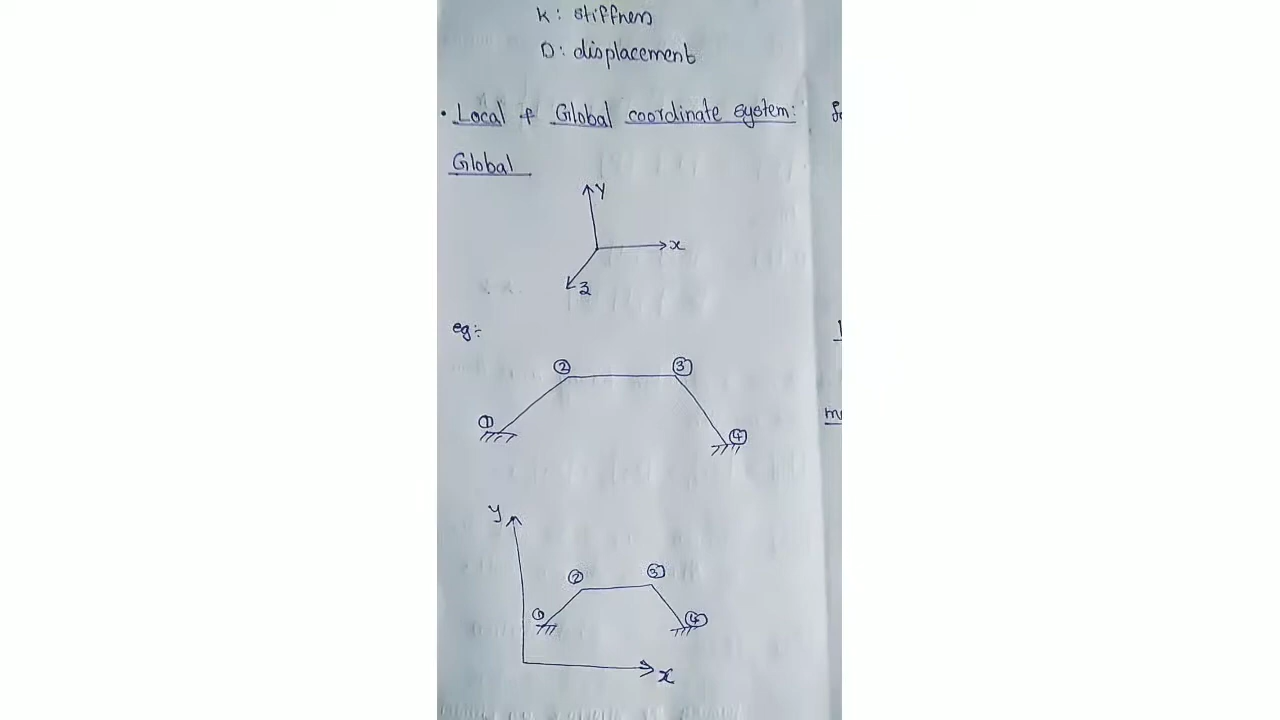 K: stiffness
D: displacement
• Local & Global coordinate system:
Global
y
x
z
eg:-
② ③
①
④
y
② ③
① ④
x